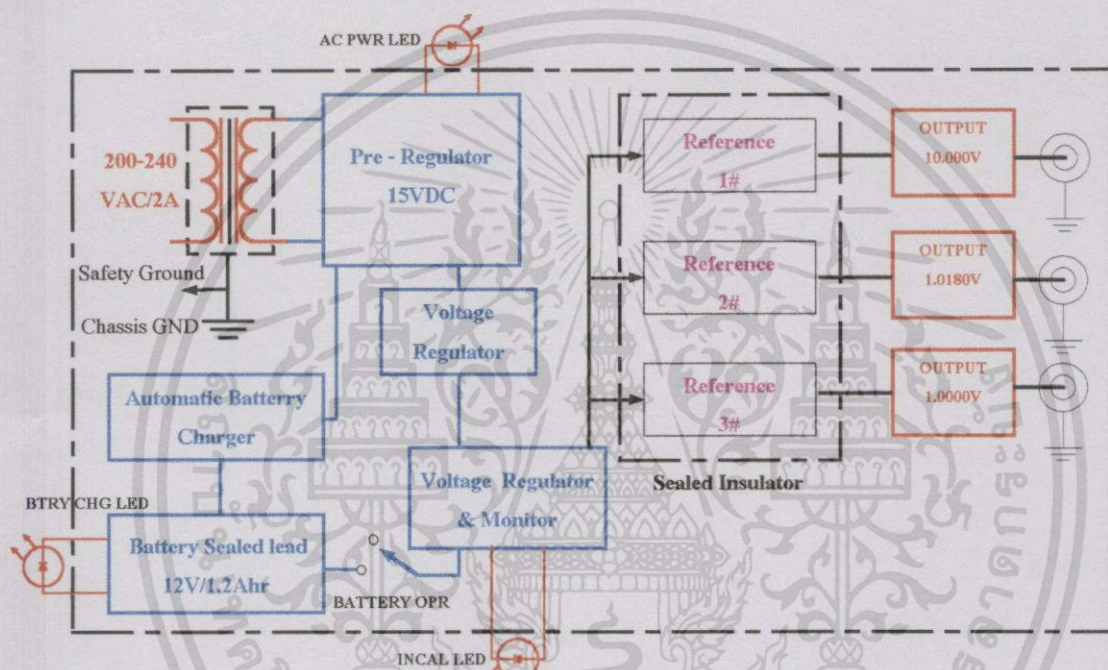 AC PWR LED
200-240
VAC/2A
Pre - Regulator
15VDC
Safety Ground
Chassis GND
Voltage
Regulator
Automatic Batterry
Charger
Voltage Regulator
& Monitor
BTRY CHG LED
Battery Sealed lead
12V/1.2Ahr
BATTERY OPR
INCAL LED
Reference
1#
Reference
2#
Reference
3#
Sealed Insulator
OUTPUT
10.000V
OUTPUT
1.0180V
OUTPUT
1.0000V